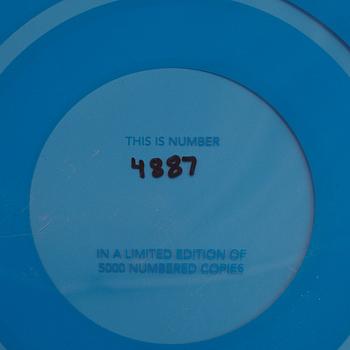 THIS IS NUMBER
4887
IN A LIMITED EDITION OF
5000 NUMBERED COPIES